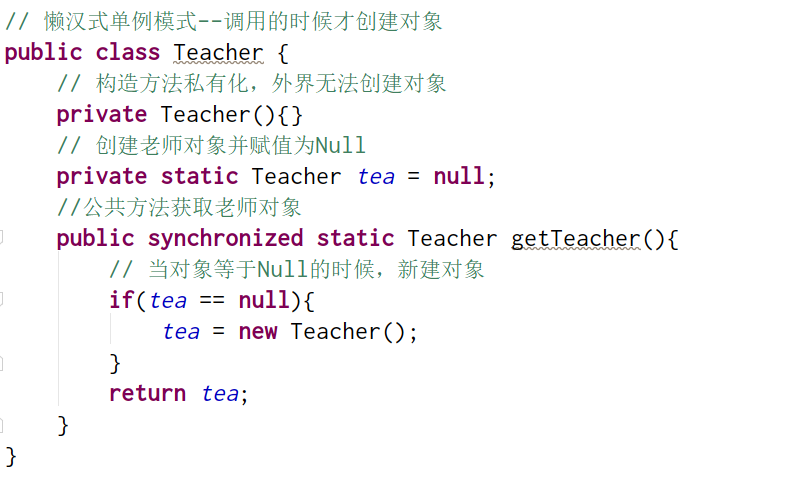 // 懒汉式单例模式--调用的时候才创建对象
public class Teacher {
    // 构造方法私有化，外界无法创建对象
    private Teacher(){}
    // 创建老师对象并赋值为Null
    private static Teacher tea = null;
    //公共方法获取老师对象
    public synchronized static Teacher getTeacher(){
        // 当对象等于Null的时候，新建对象
        if(tea == null){
            tea = new Teacher();
        }
        return tea;
    }
}